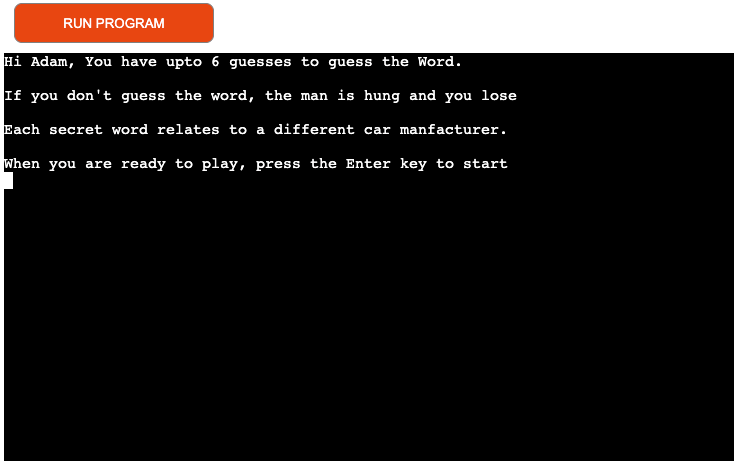 RUN PROGRAM
Hi Adam, You have upto 6 guesses to guess the Word.
If you don't guess the word, the man is hung and you lose
Each secret word relates to a different car manfacturer.
When you are ready to play, press the Enter key to start